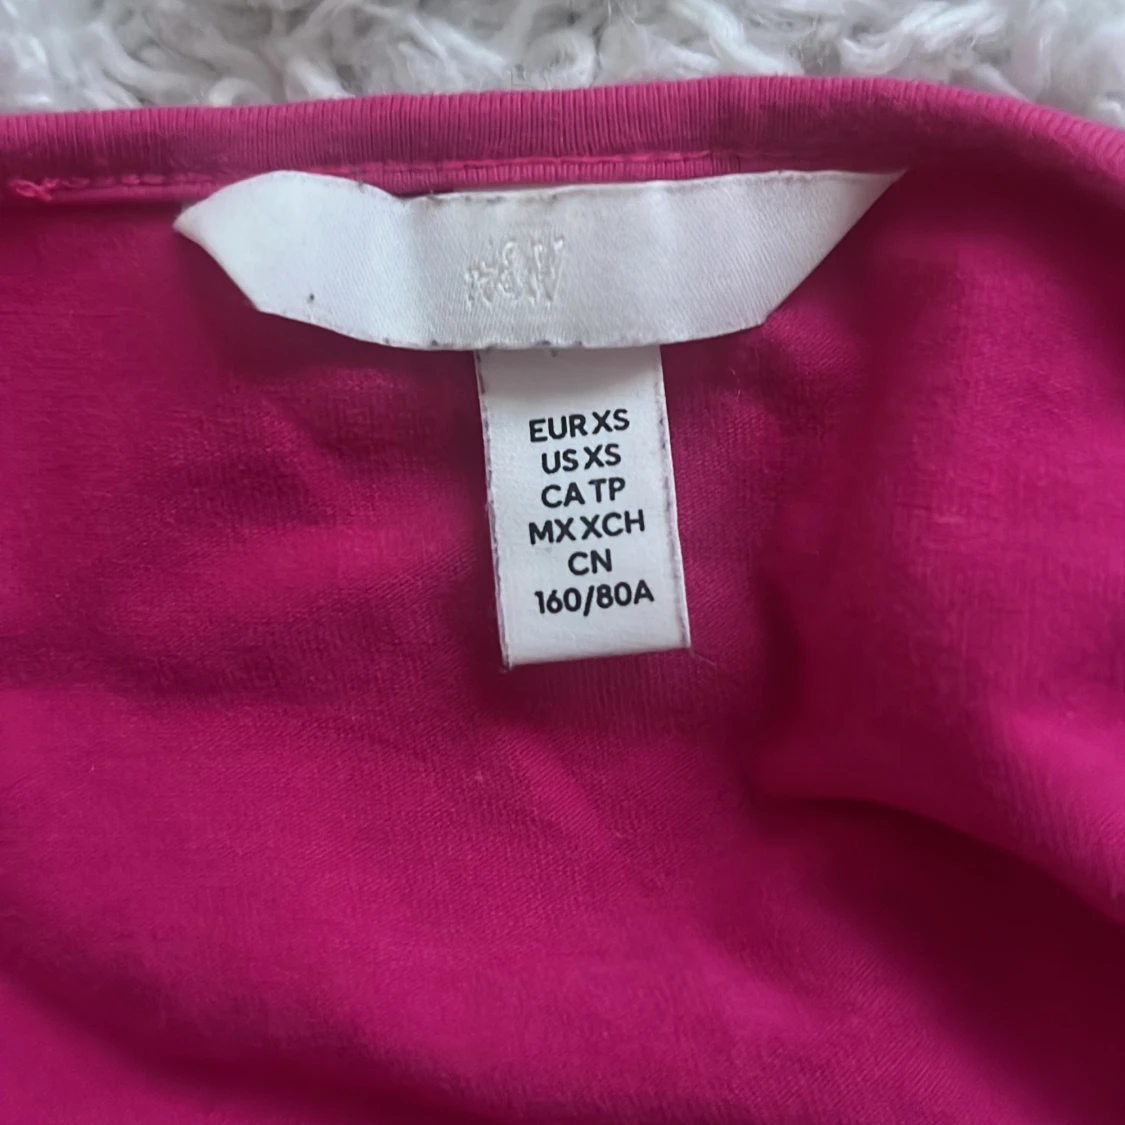 EUR XS
US XS
CA TP
MX XCH
CN
160/80A